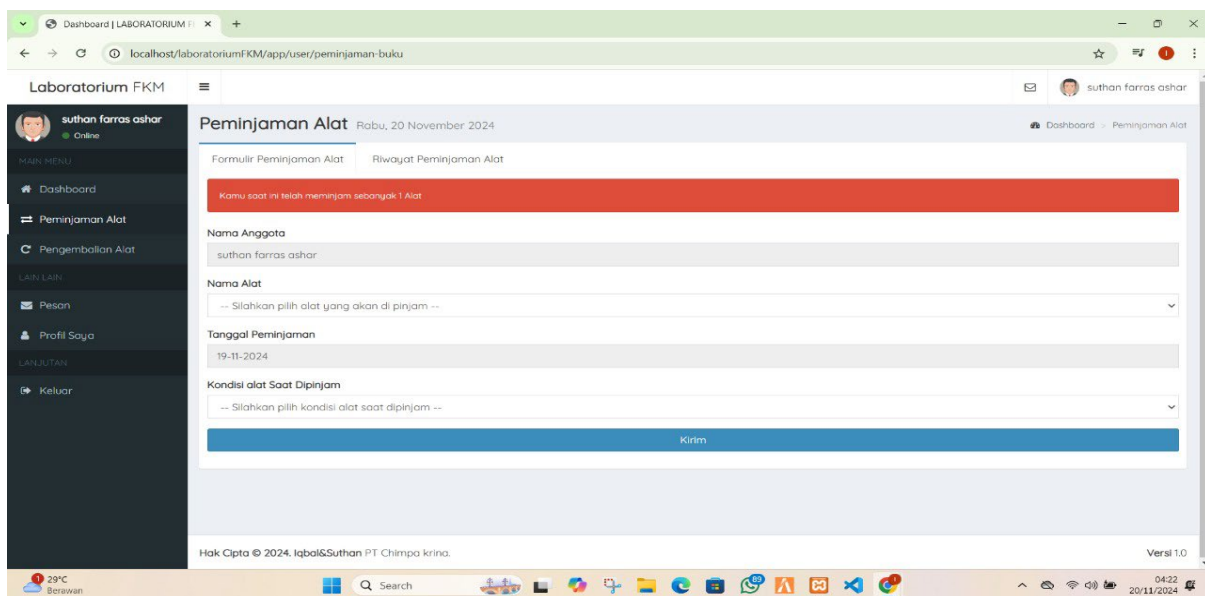 Dashboard | LABORATORIUM F
localhost/laboratoriumFKM/app/user/peminjaman-buku
Laboratorium FKM
suthan farras ashar
suthan farras ashar
Online
Peminjaman Alat Rabu, 20 November 2024
Dashboard > Peminjaman Alat
MAIN MENU
Dashboard
Peminjaman Alat
Pengembalian Alat
LAIN LAIN
Pesan
Profil Saya
LANJUTAN
Keluar
Formulir Peminjaman Alat
Riwayat Peminjaman Alat
Kamu saat ini telah meminjam sebanyak 1 Alat
Nama Anggota
suthan farras ashar
Nama Alat
-- Silahkan pilih alat yang akan di pinjam --
Tanggal Peminjaman
19-11-2024
Kondisi alat Saat Dipinjam
-- Silahkan pilih kondisi alat saat dipinjam --
Kirim
Hak Cipta © 2024. Iqbal&Suthan PT Chimpa krina.
Versi 1.0
1
29°C
Berawan
Search
89
04:22
20/11/2024